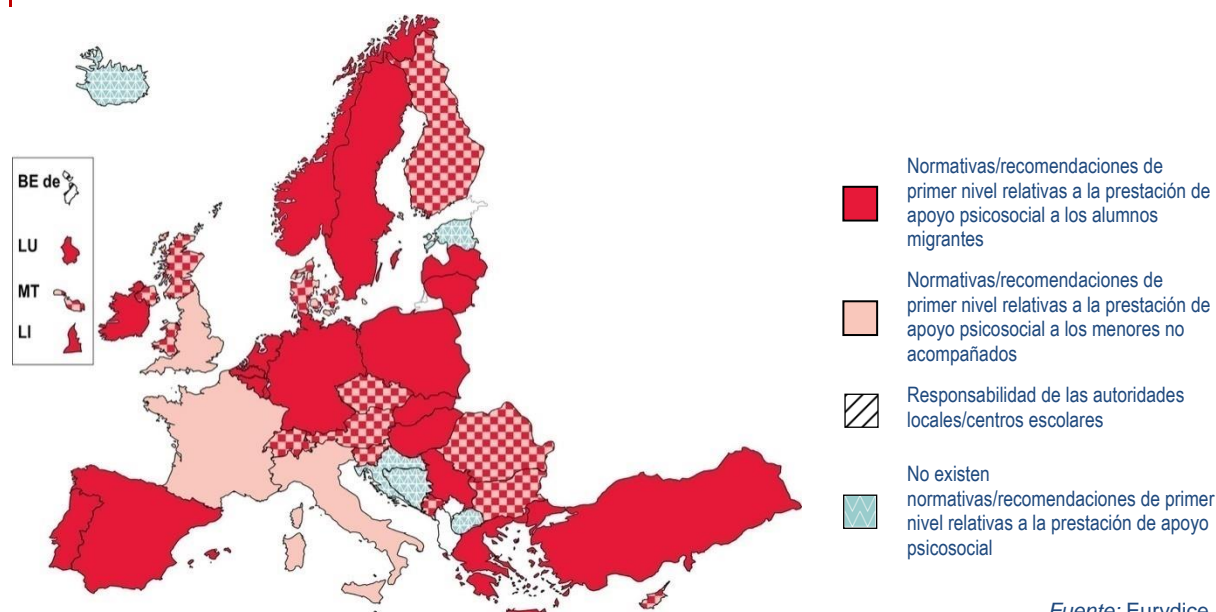 BE de
LU
MT
LI
Normativas/recomendaciones de
primer nivel relativas a la prestación de
apoyo psicosocial a los alumnos
migrantes
Normativas/recomendaciones de
primer nivel relativas a la prestación de
apoyo psicosocial a los menores no
acompañados
Responsabilidad de las autoridades
locales/centros escolares
No existen
normativas/recomendaciones de primer
nivel relativas a la prestación de apoyo
psicosocial
Fuente: Eurydice